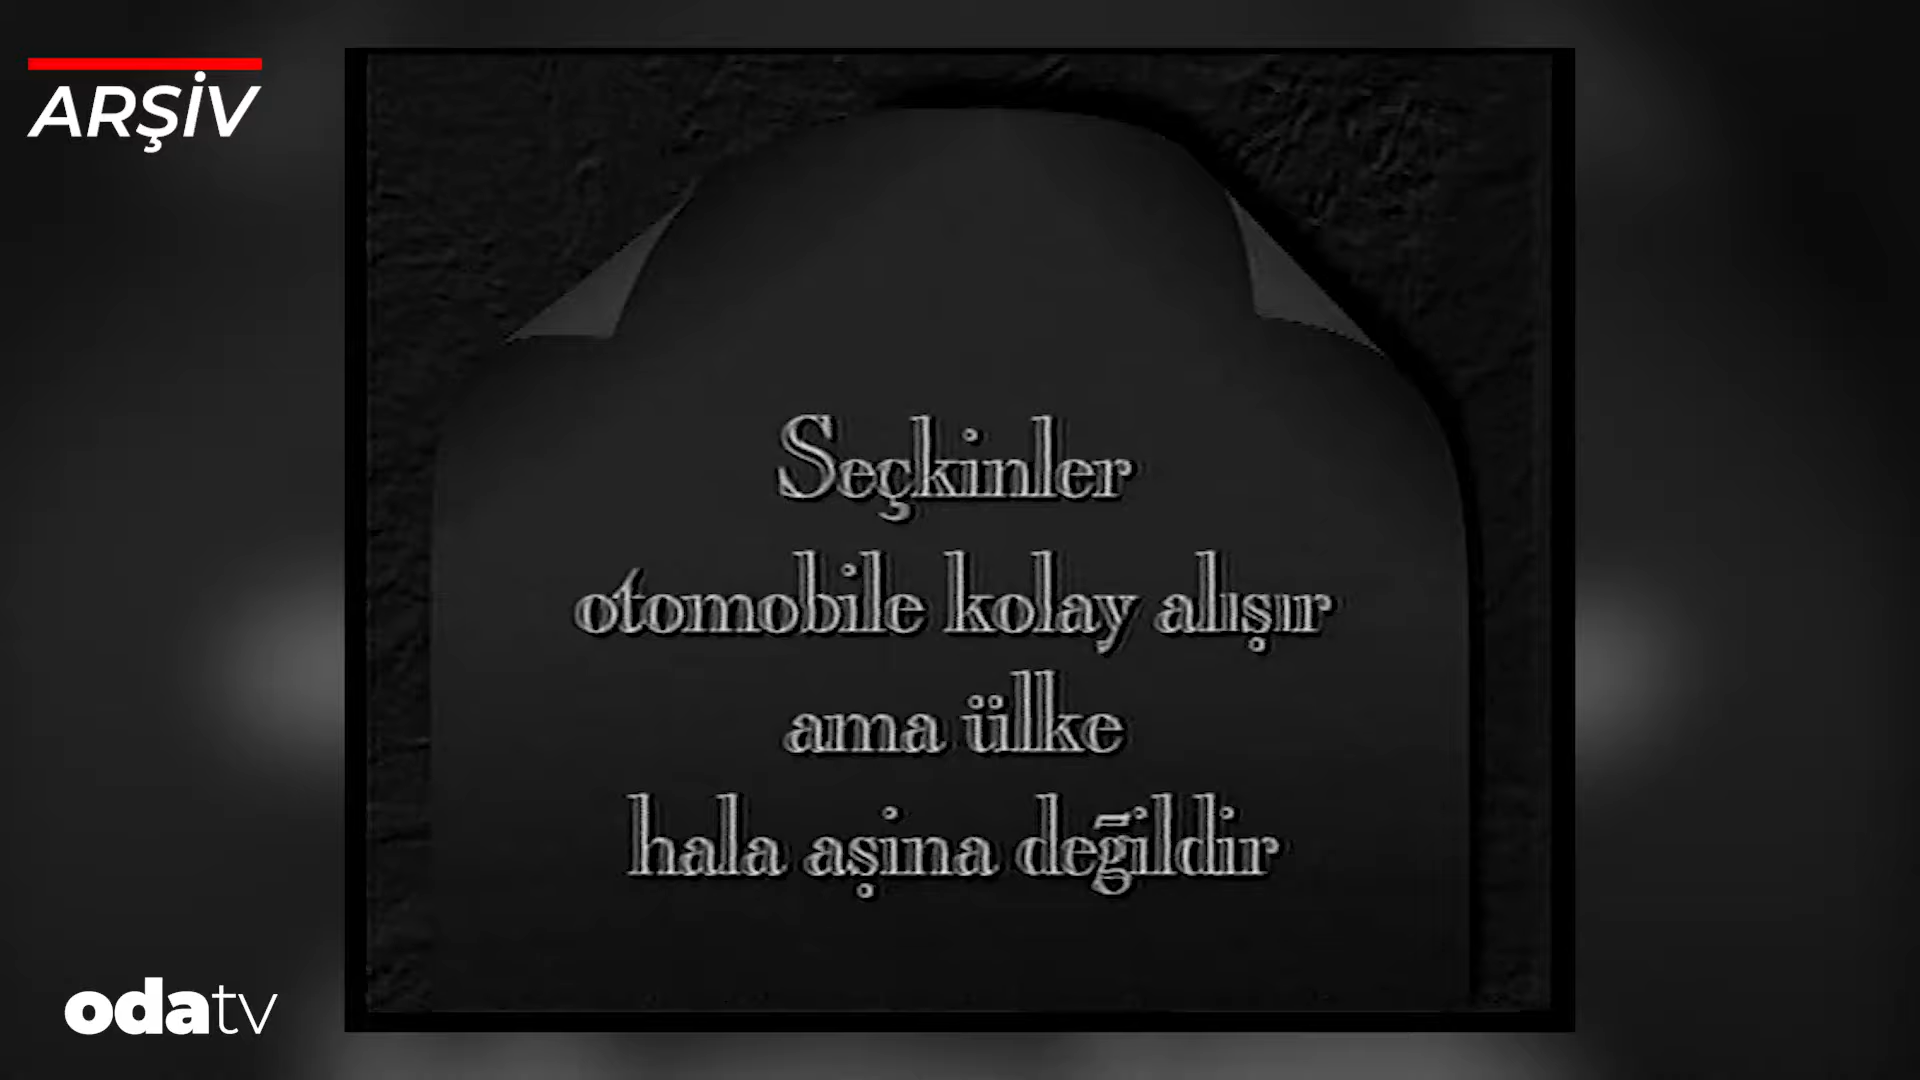 ARŞİV
Seçkinler
otomobile kolay alışır
ama ülke
hala aşina değildir
odatv